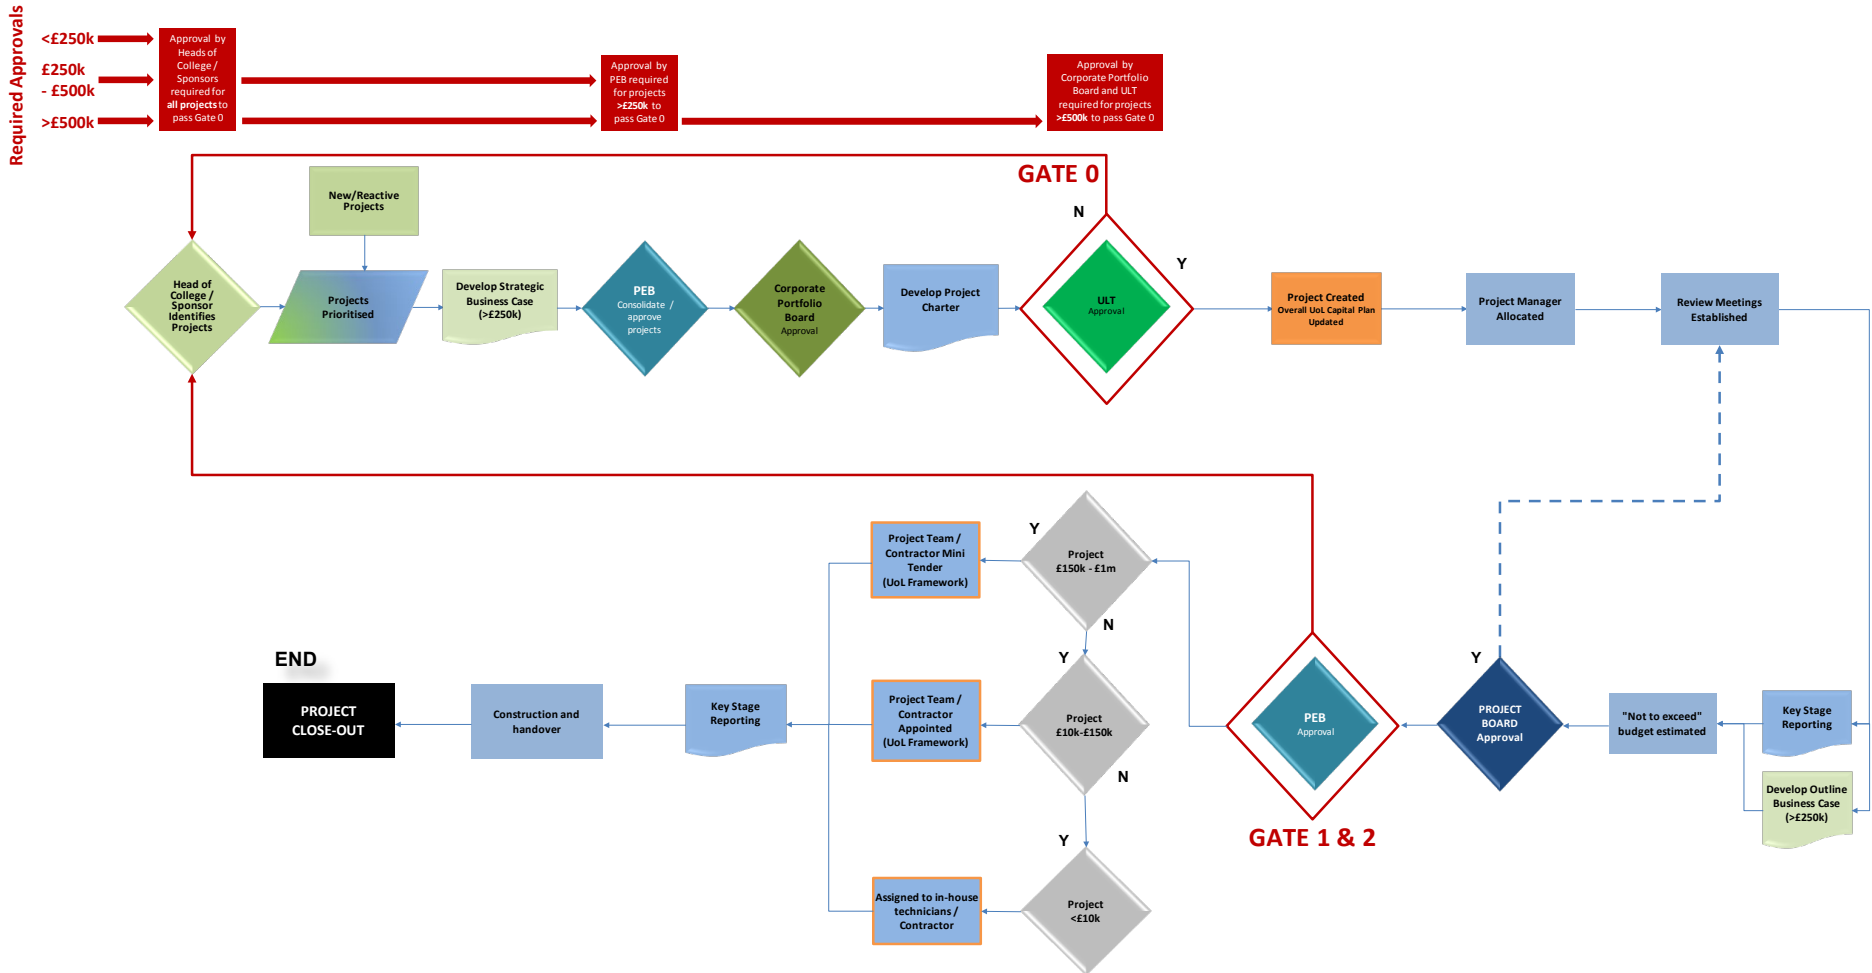 Required Approvals
<£250k
£250k
- £500k
>£500k
Approval by
Heads of
College /
Sponsors
required for
all projects to
pass Gate 0
Approval by
PEB required
for projects
>£250k to
pass Gate 0
Approval by
Corporate Portfolio
Board and ULT
required for projects
>£500k to pass Gate 0
GATE 0
New/Reactive
Projects
N
Y
Head of
College /
Sponsor
Identifies
Projects
Projects
Prioritised
Develop Strategic
Business Case
(>£250k)
PEB
Consolidate /
approve
projects
Corporate
Portfolio
Board
Approval
Develop Project
Charter
ULT
Approval
Project Created
Overall UoL Capital Plan
Updated
Project Manager
Allocated
Review Meetings
Established
Y
Project Team /
Contractor Mini
Tender
(UoL Framework)
Project
£150k - £1m
N
Y
END
PROJECT
CLOSE-OUT
Construction and
handover
Key Stage
Reporting
Project Team /
Contractor
Appointed
(UoL Framework)
Project
£10k-£150k
N
PEB
Approval
Y
PROJECT
BOARD
Approval
"Not to exceed"
budget estimated
Key Stage
Reporting
Develop Outline
Business Case
(>£250k)
GATE 1 & 2
Y
Assigned to in-house
technicians /
Contractor
Project
<£10k